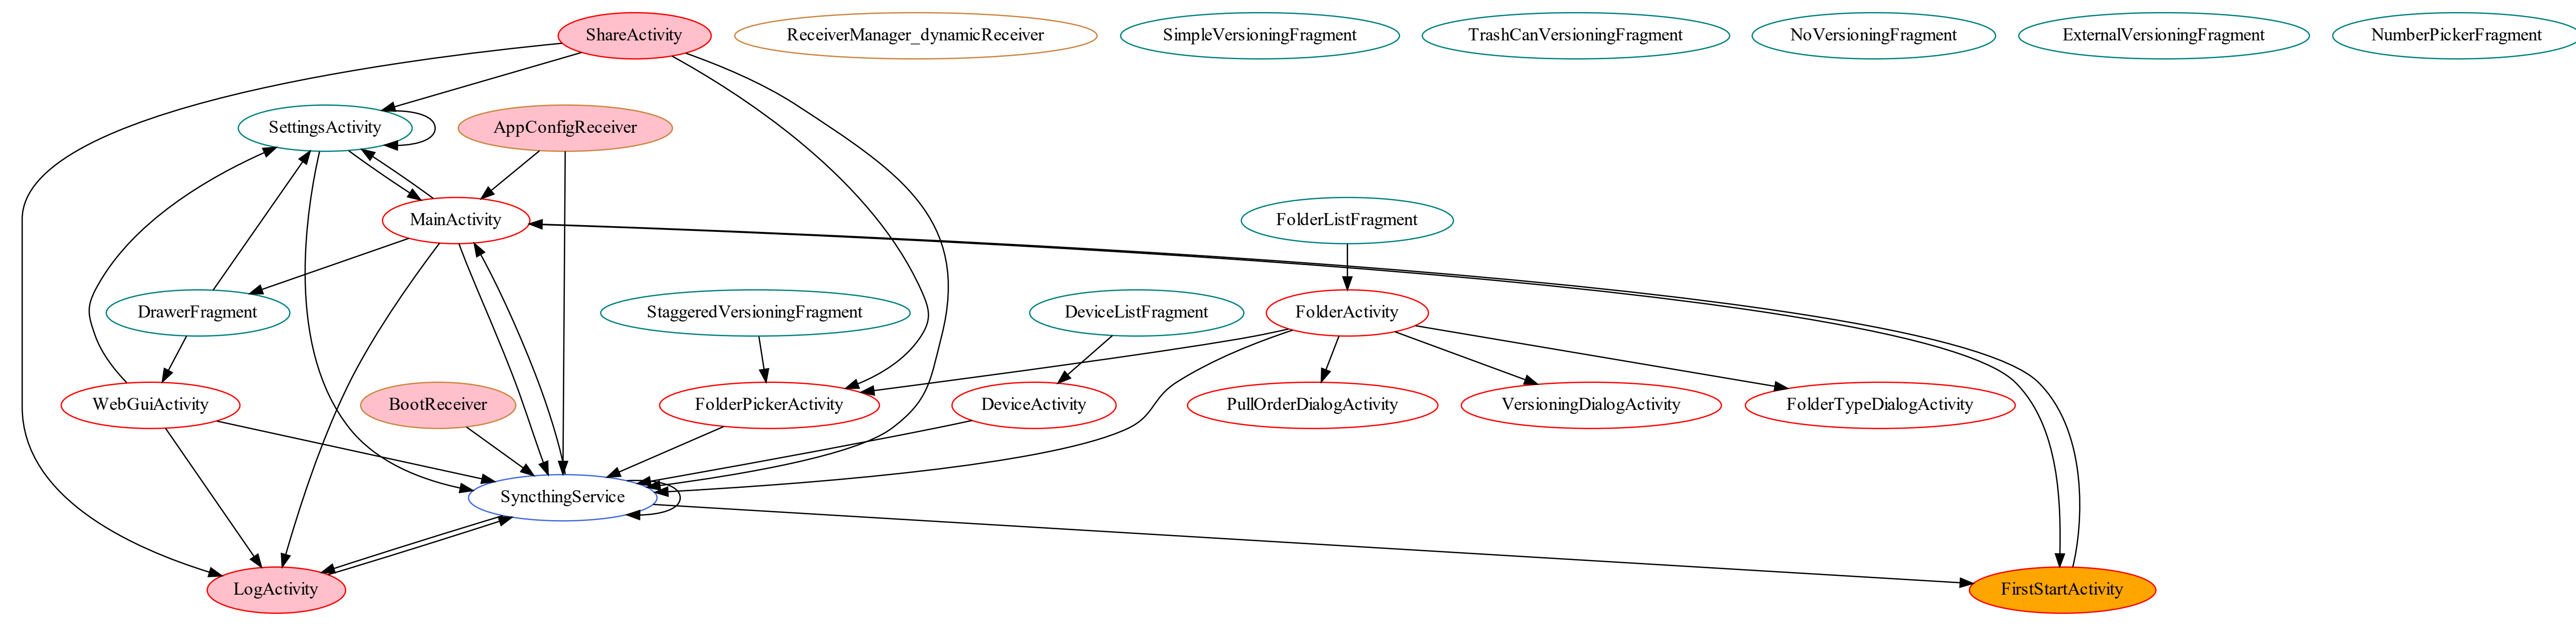 ShareActivity
ReceiverManager_dynamicReceiver
SimpleVersioningFragment
TrashCanVersioningFragment
NoVersioningFragment
ExternalVersioningFragment
NumberPickerFragment
SettingsActivity
AppConfigReceiver
MainActivity
FolderListFragment
DrawerFragment
StaggeredVersioningFragment
DeviceListFragment
FolderActivity
WebGuiActivity
BootReceiver
FolderPickerActivity
DeviceActivity
PullOrderDialogActivity
VersioningDialogActivity
FolderTypeDialogActivity
SyncthingService
LogActivity
FirstStartActivity